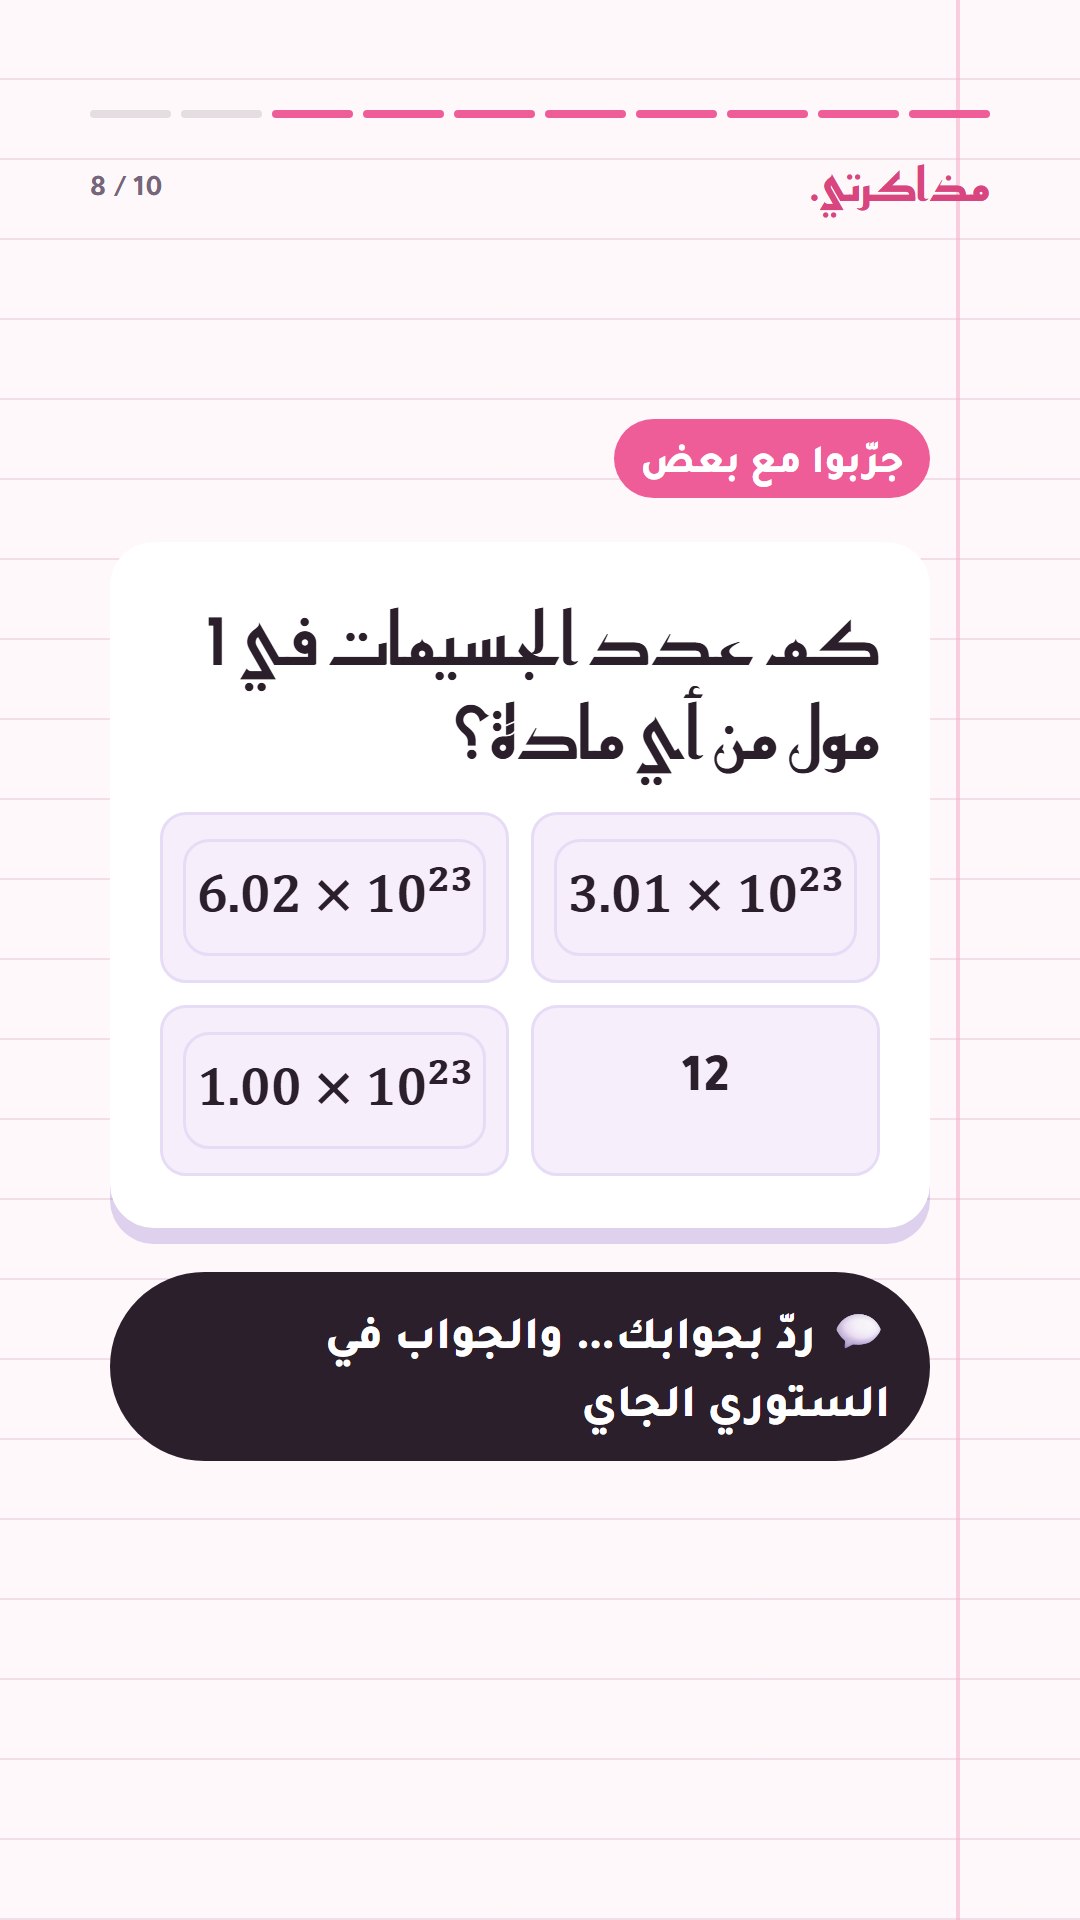 مذاكرتي.
8 / 10
جرّبوا مع بعض
كم عدد الجسيمات في 1
مول من أي مادة؟
3.01 × 10²³
6.02 × 10²³
12
1.00 × 10²³
💬 ردّ بجوابك... والجواب في
الستوري الجاي